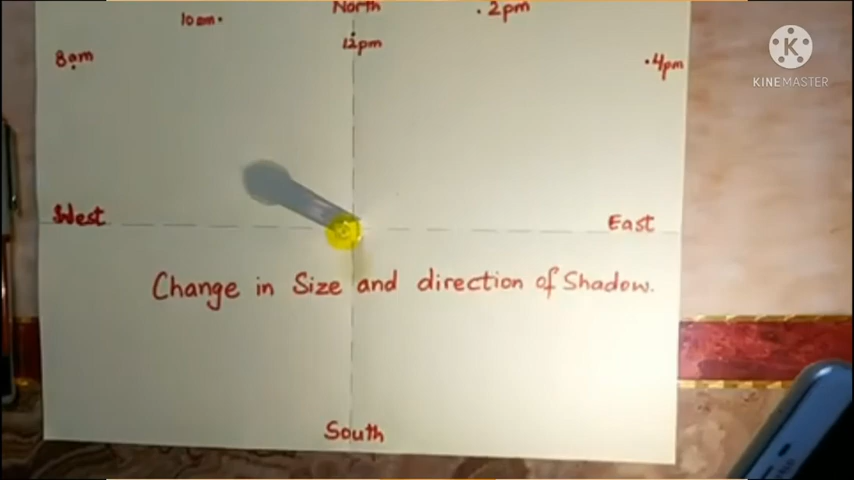 North
10am.
. 2pm
12pm
8am
.4pm
KINEMASTER
West
East
Change in Size and direction of Shadow.
South